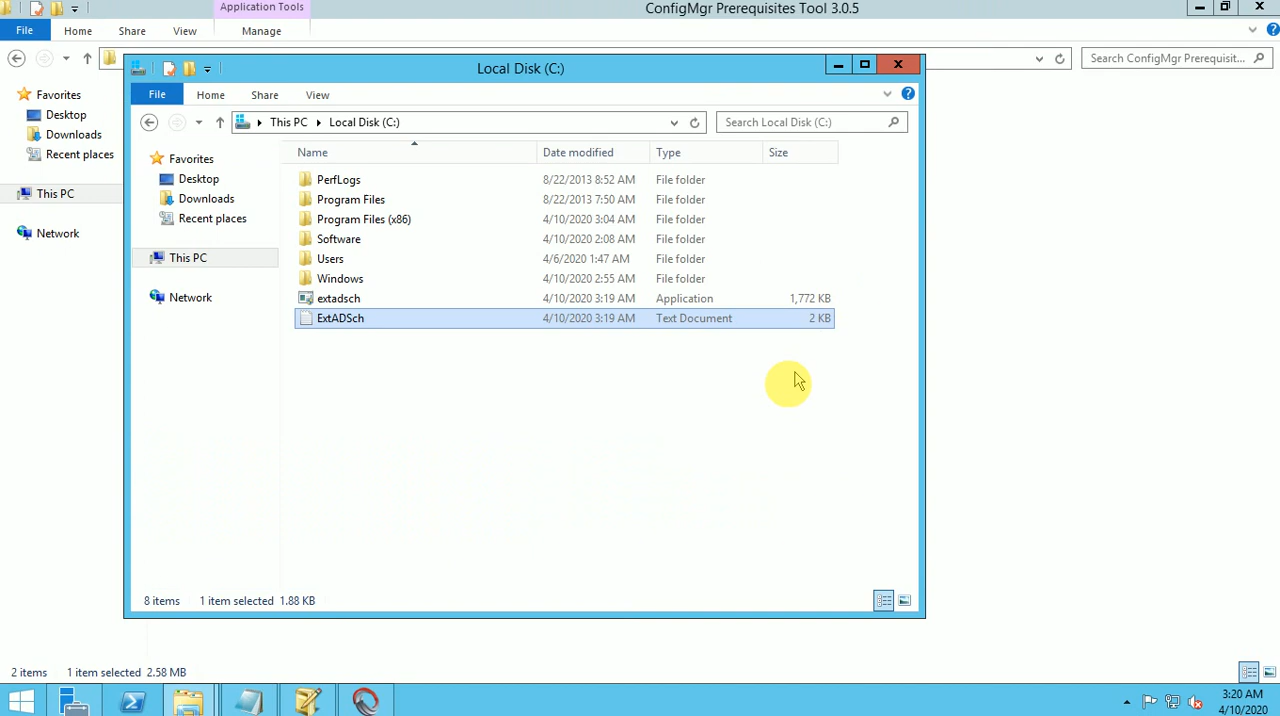 Application Tools
ConfigMgr Prerequisites Tool 3.0.5
File Home Share View Manage
Search ConfigMgr Prerequisit...
Favorites
Desktop
Downloads
Recent places
This PC
Network
Local Disk (C:)
File Home Share View
This PC Local Disk (C:)
Search Local Disk (C:)
Favorites
Desktop
Downloads
Recent places
This PC
Network
Name Date modified Type Size
PerfLogs 8/22/2013 8:52 AM File folder
Program Files 8/22/2013 7:50 AM File folder
Program Files (x86) 4/10/2020 3:04 AM File folder
Software 4/10/2020 2:08 AM File folder
Users 4/6/2020 1:47 AM File folder
Windows 4/10/2020 2:55 AM File folder
extadsch 4/10/2020 3:19 AM Application 1,772 KB
ExtADSch 4/10/2020 3:19 AM Text Document 2 KB
8 items 1 item selected 1.88 KB
2 items 1 item selected 2.58 MB
3:20 AM
4/10/2020